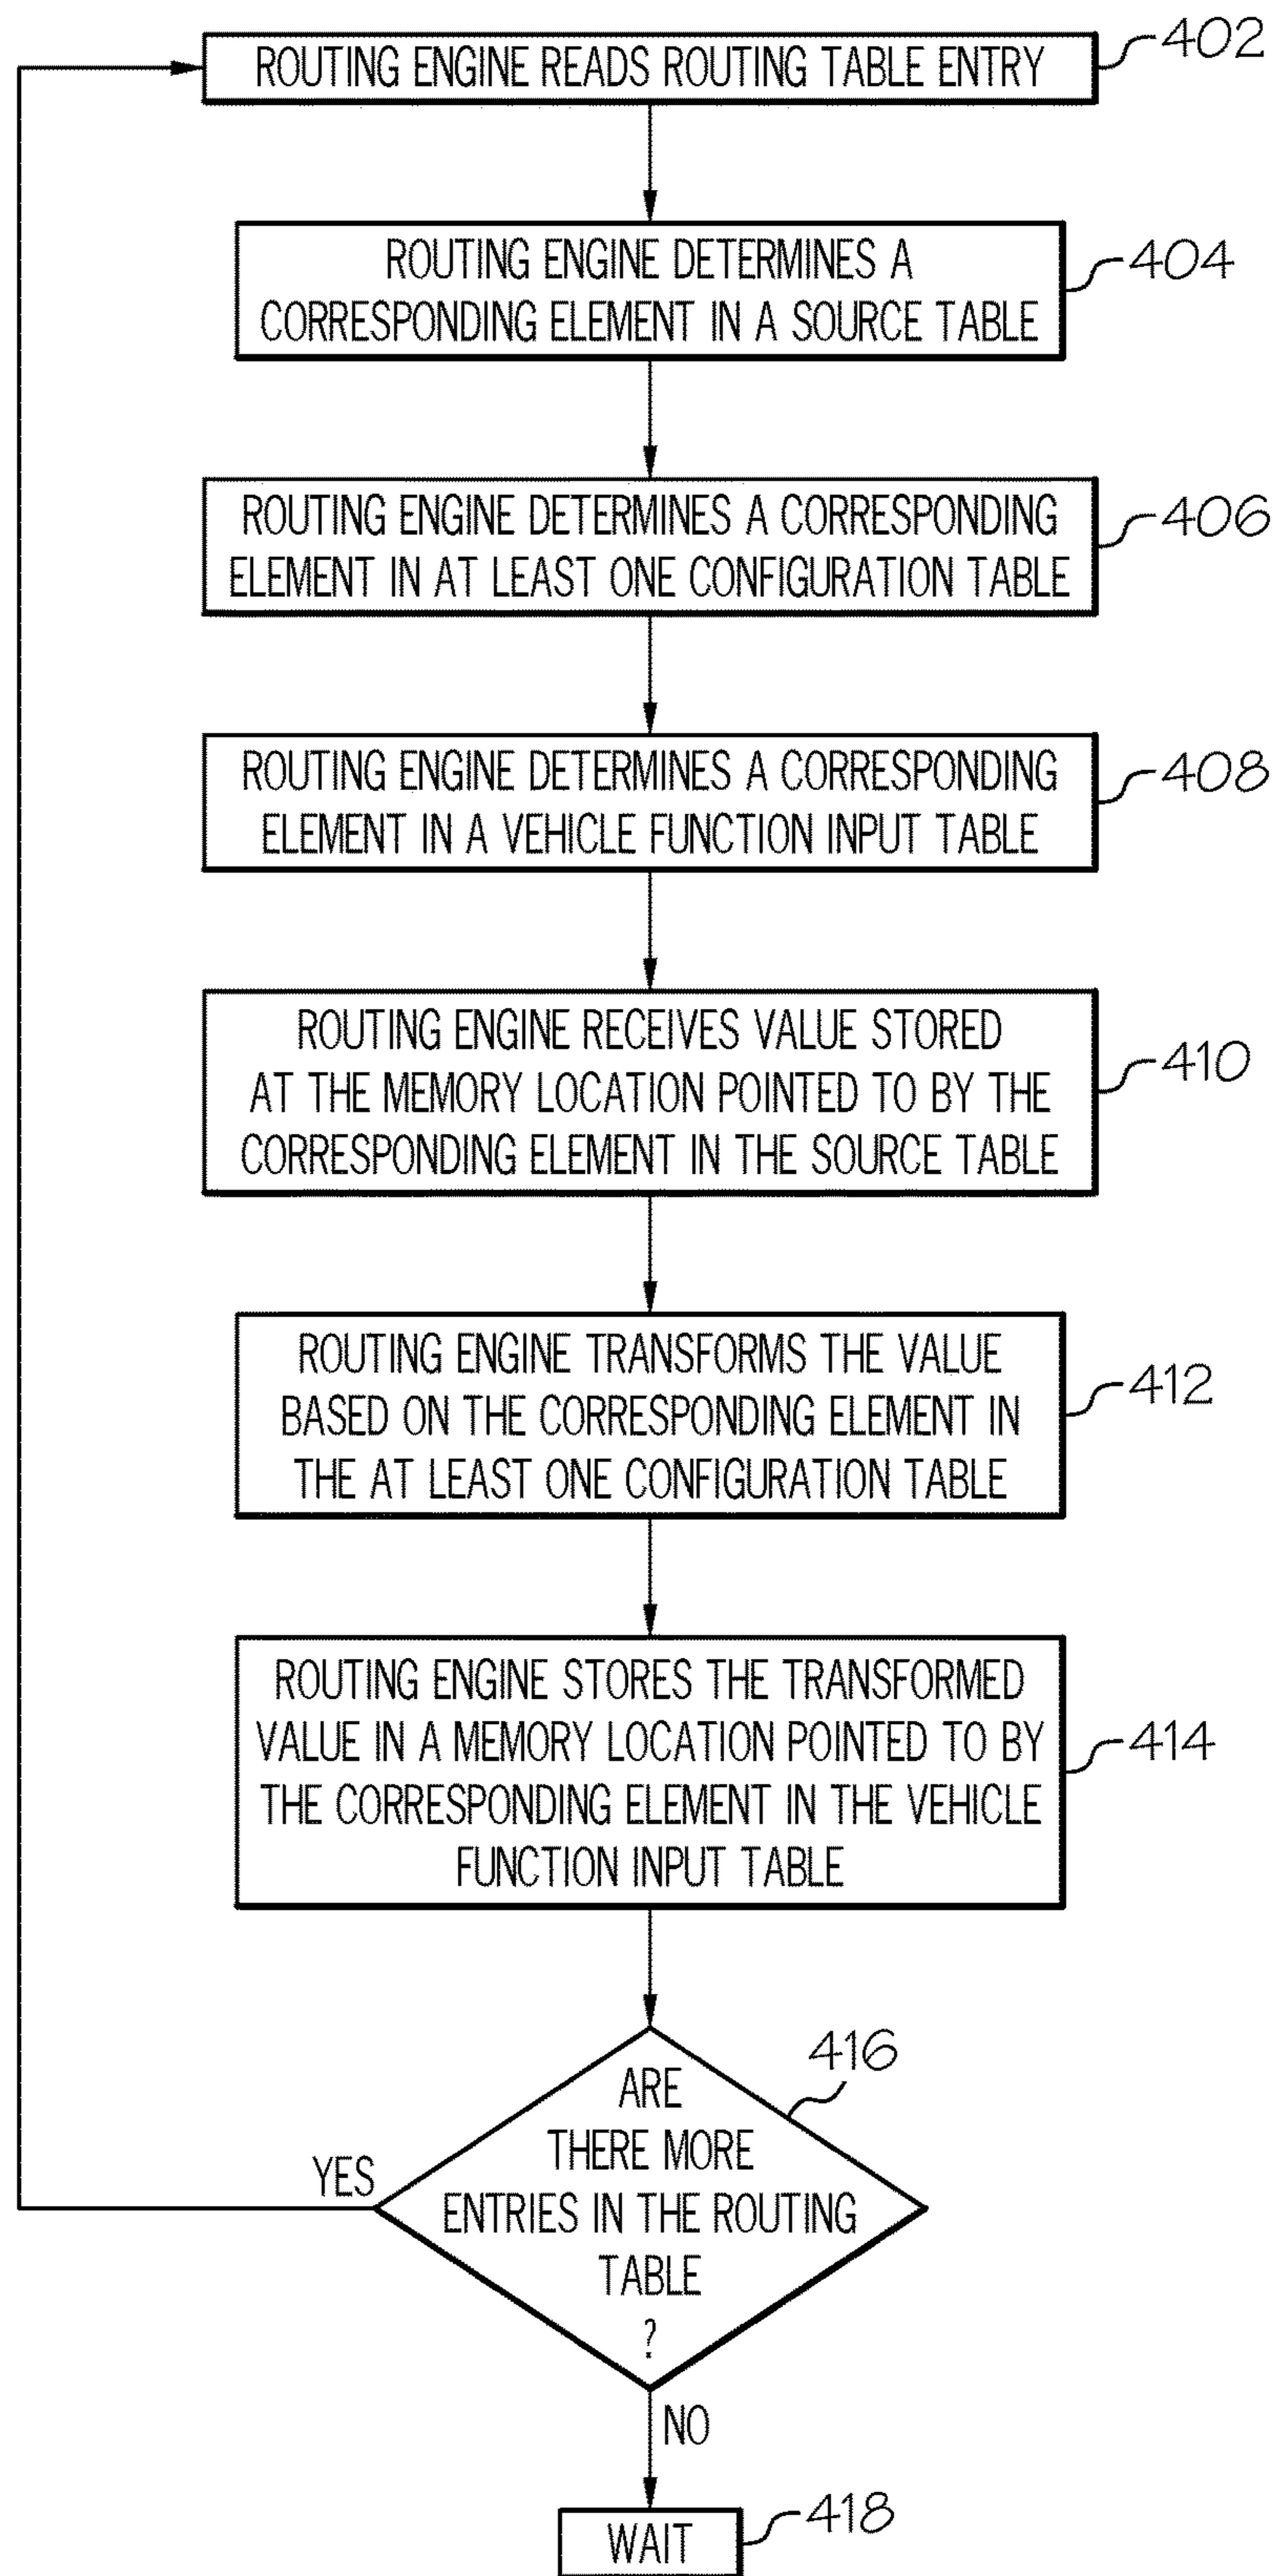 ROUTING ENGINE READS ROUTING TABLE ENTRY
402
ROUTING ENGINE DETERMINES A
CORRESPONDING ELEMENT IN A SOURCE TABLE
404
ROUTING ENGINE DETERMINES A CORRESPONDING
ELEMENT IN AT LEAST ONE CONFIGURATION TABLE
406
ROUTING ENGINE DETERMINES A CORRESPONDING
ELEMENT IN A VEHICLE FUNCTION INPUT TABLE
408
ROUTING ENGINE RECEIVES VALUE STORED
AT THE MEMORY LOCATION POINTED TO BY THE
CORRESPONDING ELEMENT IN THE SOURCE TABLE
410
ROUTING ENGINE TRANSFORMS THE VALUE
BASED ON THE CORRESPONDING ELEMENT IN
THE AT LEAST ONE CONFIGURATION TABLE
412
ROUTING ENGINE STORES THE TRANSFORMED
VALUE IN A MEMORY LOCATION POINTED TO BY
THE CORRESPONDING ELEMENT IN THE VEHICLE
FUNCTION INPUT TABLE
414
416
ARE
THERE MORE
ENTRIES IN THE ROUTING
TABLE
?
YES
NO
WAIT
418